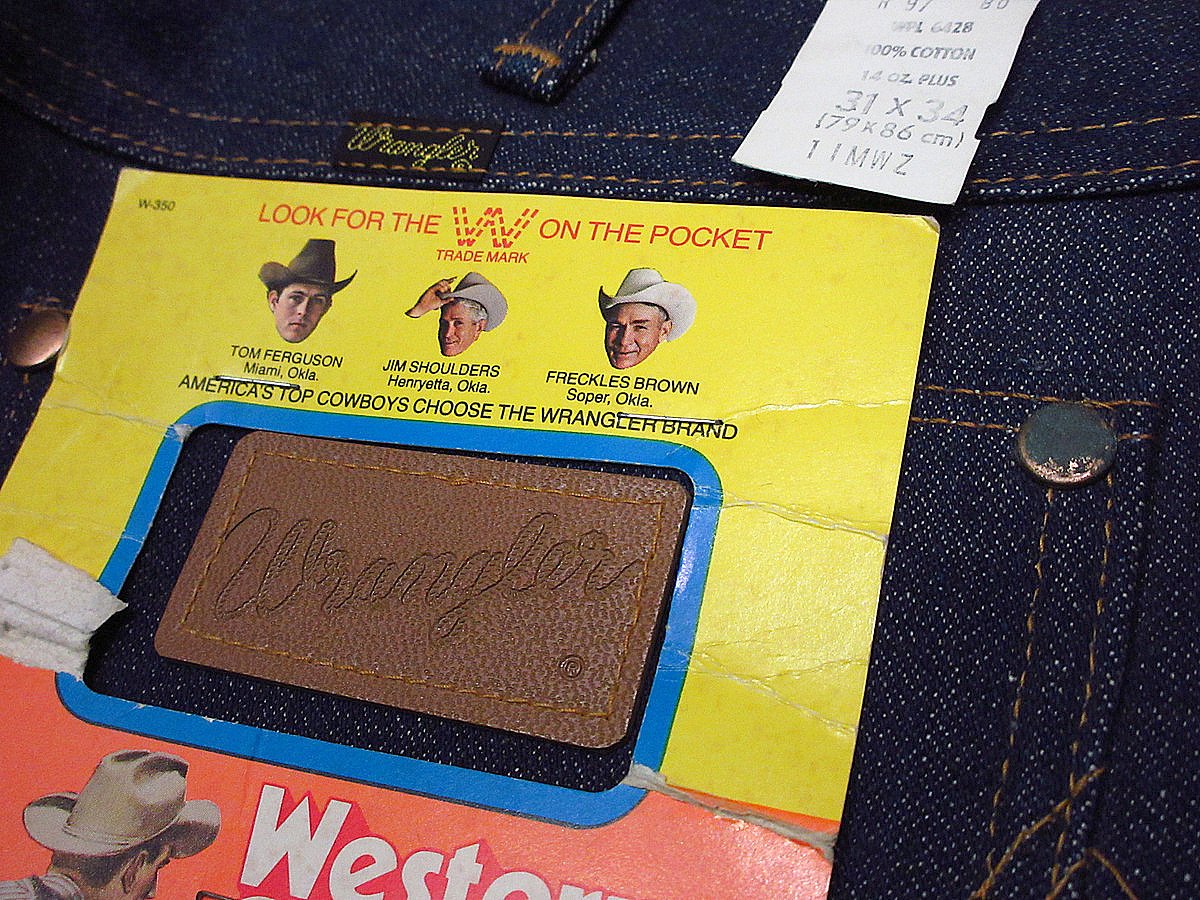 WPL 6428
100% COTTON
14 oz. PLUS
31 X 34
(79 X 86 cm)
11MWZ
Wrangler
W-350
LOOK FOR THE W ON THE POCKET
TRADE MARK
TOM FERGUSON
Miami, Okla.
JIM SHOULDERS
Henryetta, Okla.
FRECKLES BROWN
Soper, Okla.
AMERICA'S TOP COWBOYS CHOOSE THE WRANGLER BRAND
Wrangler
®
Western